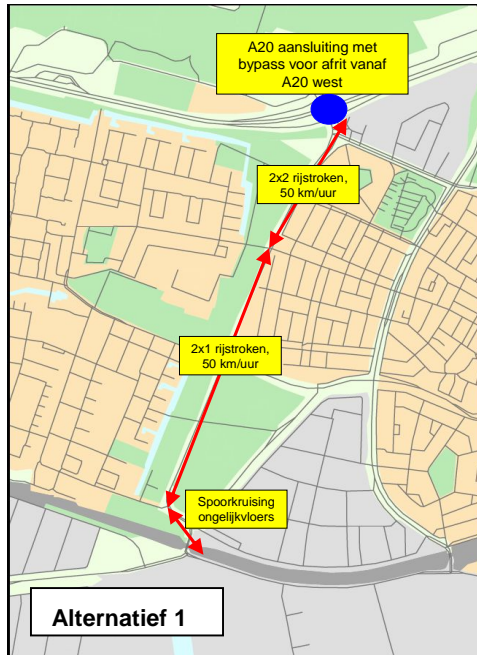 A20 aansluiting met
bypass voor afrit vanaf
A20 west
2x2 rijstroken,
50 km/uur
2x1 rijstroken,
50 km/uur
Spoorkruising
ongelijkvloers
Alternatief 1